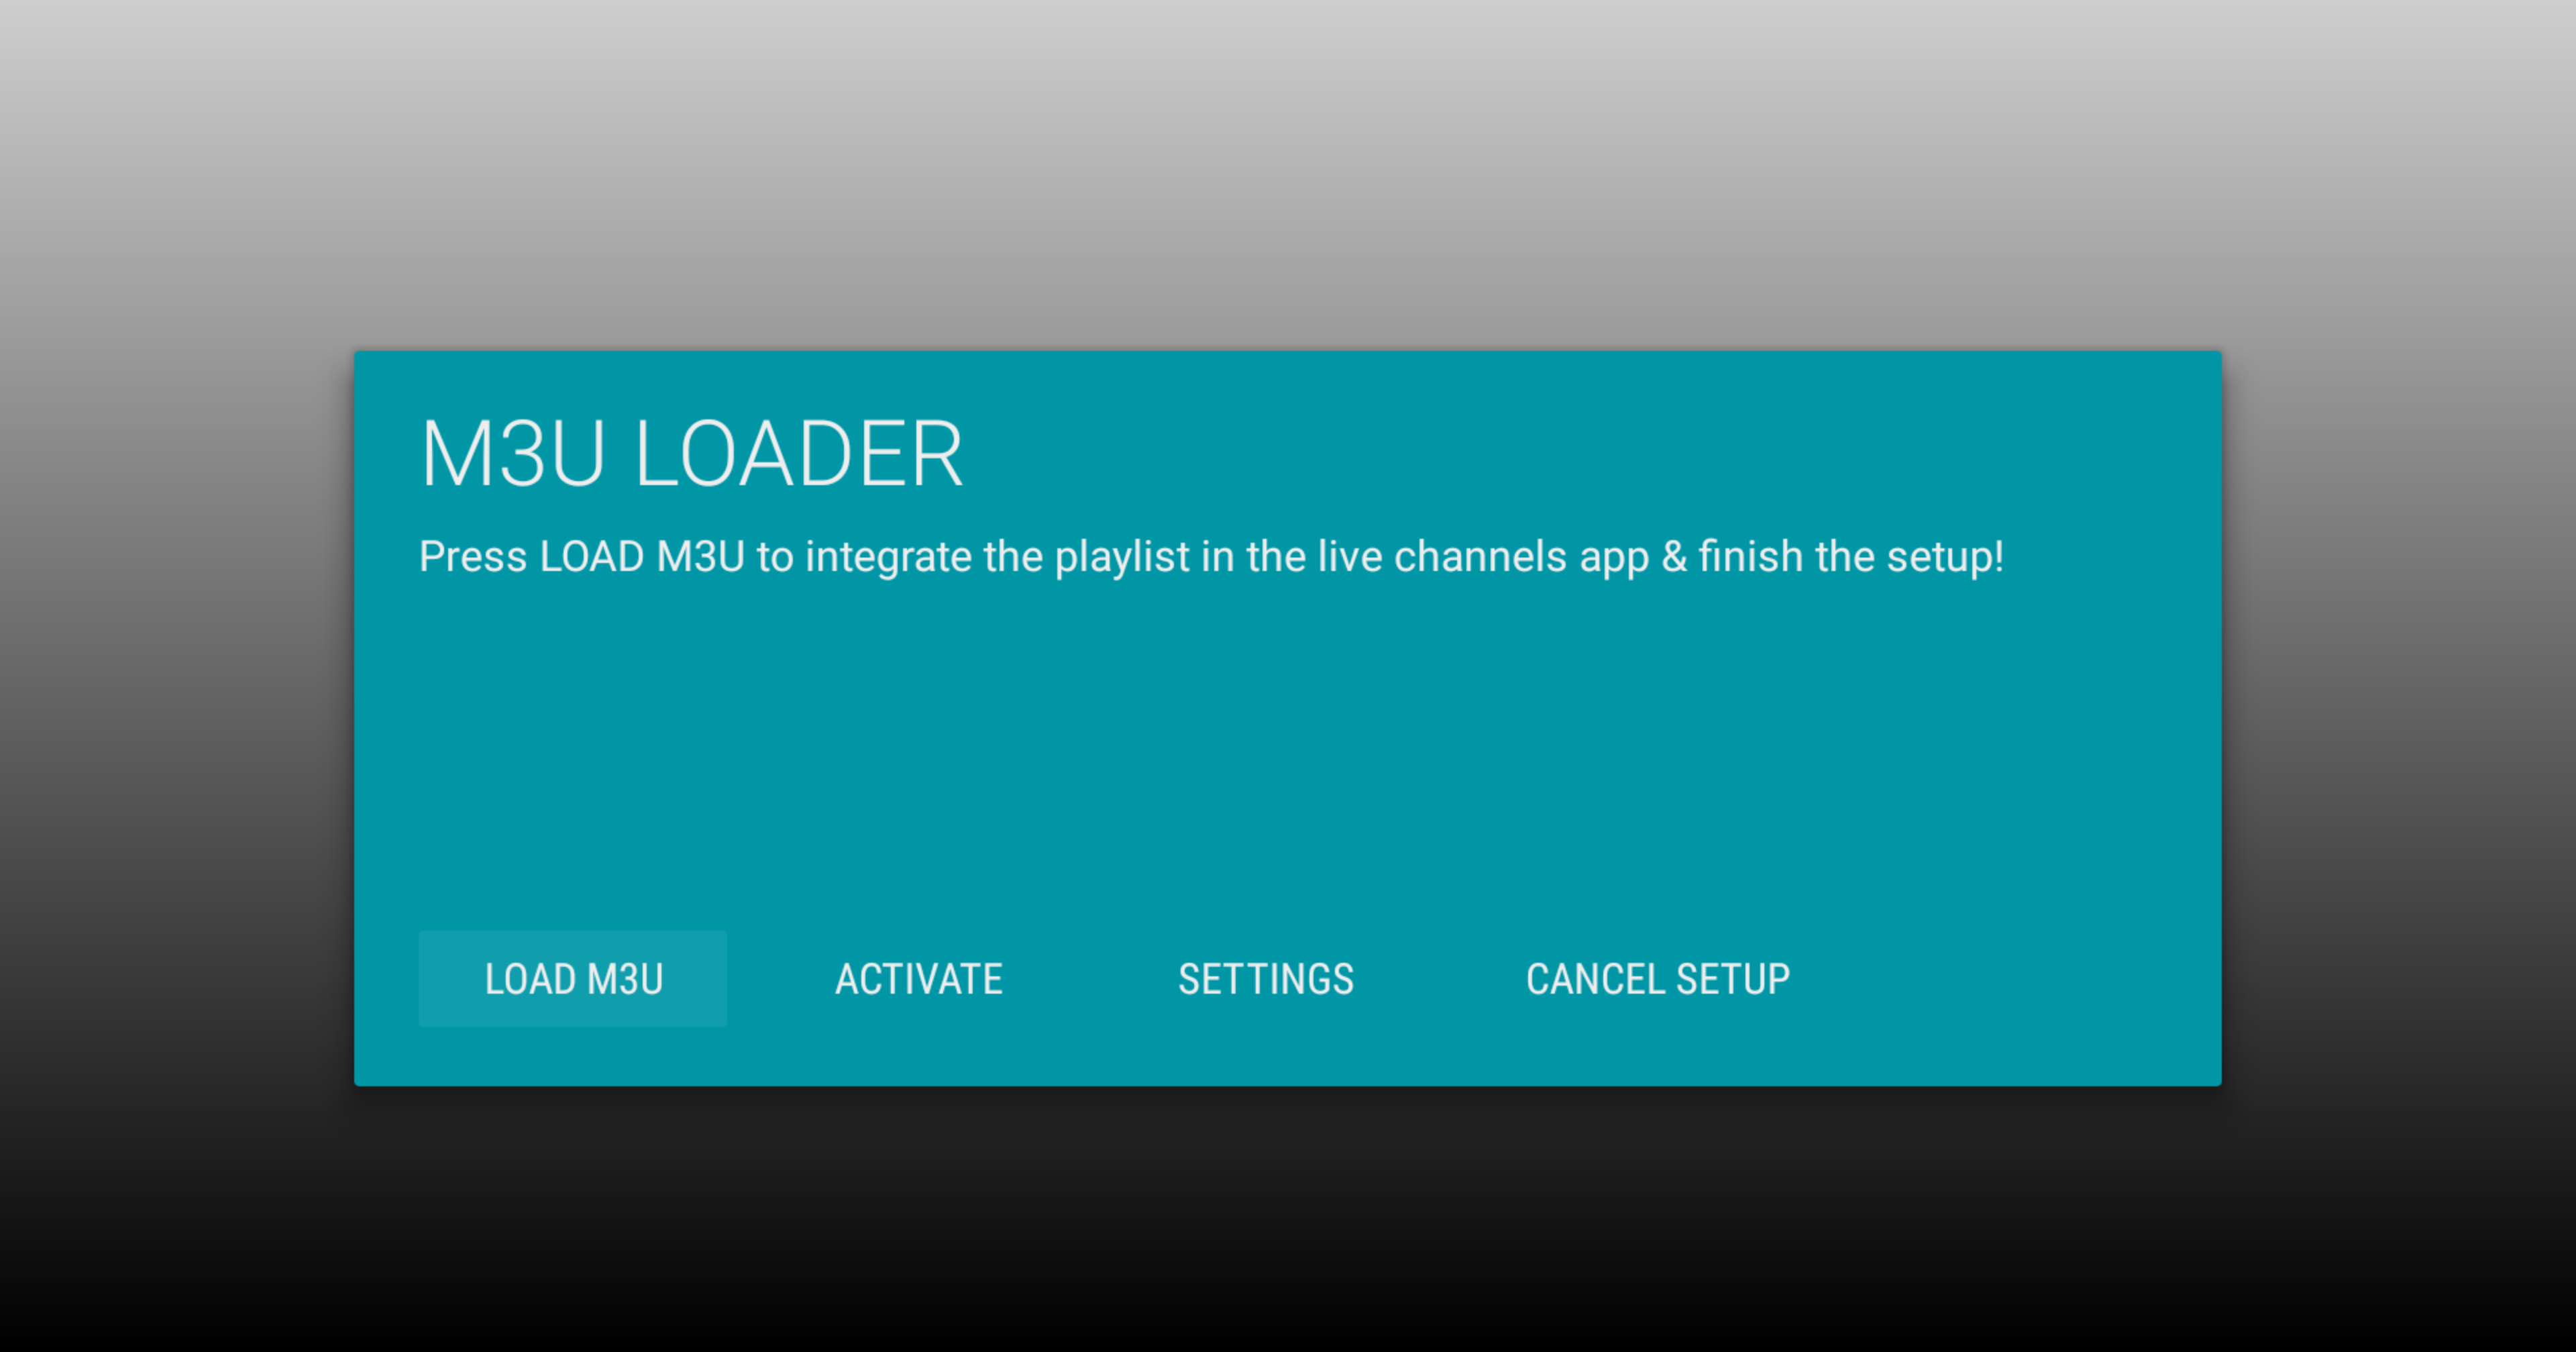 M3U LOADER
Press LOAD M3U to integrate the playlist in the live channels app & finish the setup!
LOAD M3U ACTIVATE SETTINGS CANCEL SETUP